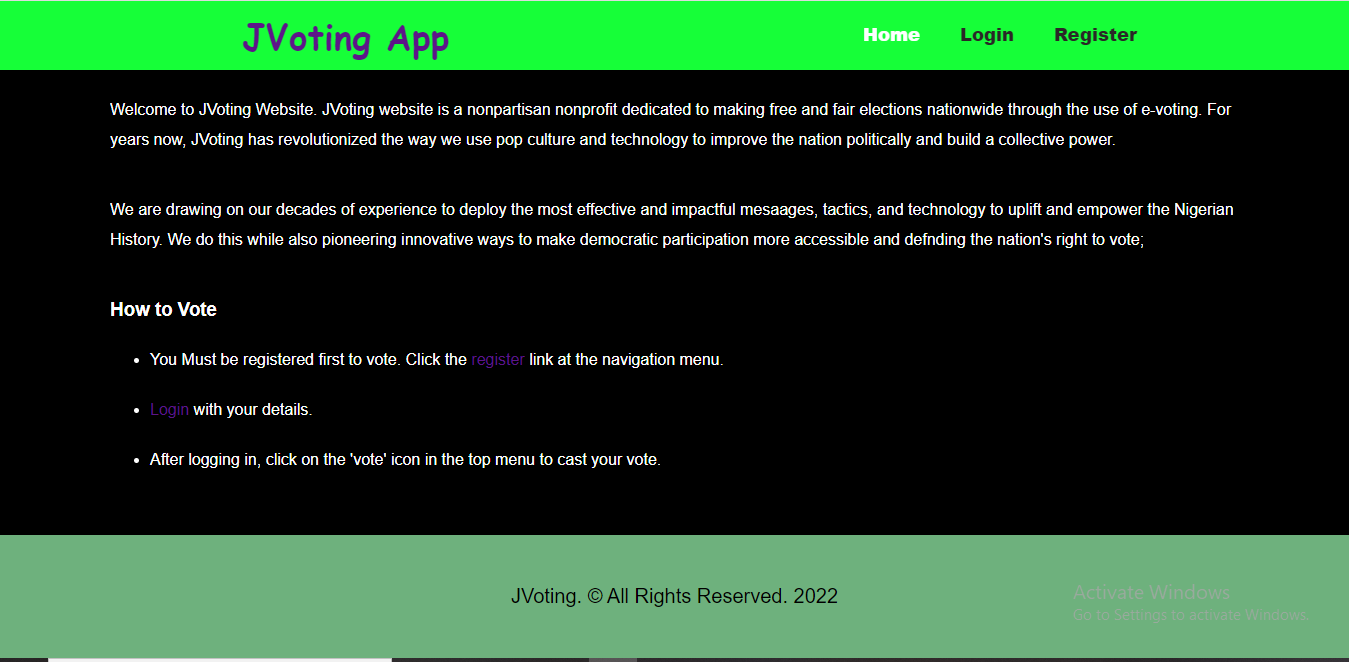 JVoting App
Home Login Register
Welcome to JVoting Website. JVoting website is a nonpartisan nonprofit dedicated to making free and fair elections nationwide through the use of e-voting. For
years now, JVoting has revolutionized the way we use pop culture and technology to improve the nation politically and build a collective power.
We are drawing on our decades of experience to deploy the most effective and impactful mesaages, tactics, and technology to uplift and empower the Nigerian
History. We do this while also pioneering innovative ways to make democratic participation more accessible and defnding the nation's right to vote;
How to Vote
• You Must be registered first to vote. Click the register link at the navigation menu.
• Login with your details.
• After logging in, click on the 'vote' icon in the top menu to cast your vote.
JVoting. © All Rights Reserved. 2022
Activate Windows
Go to Settings to activate Windows.